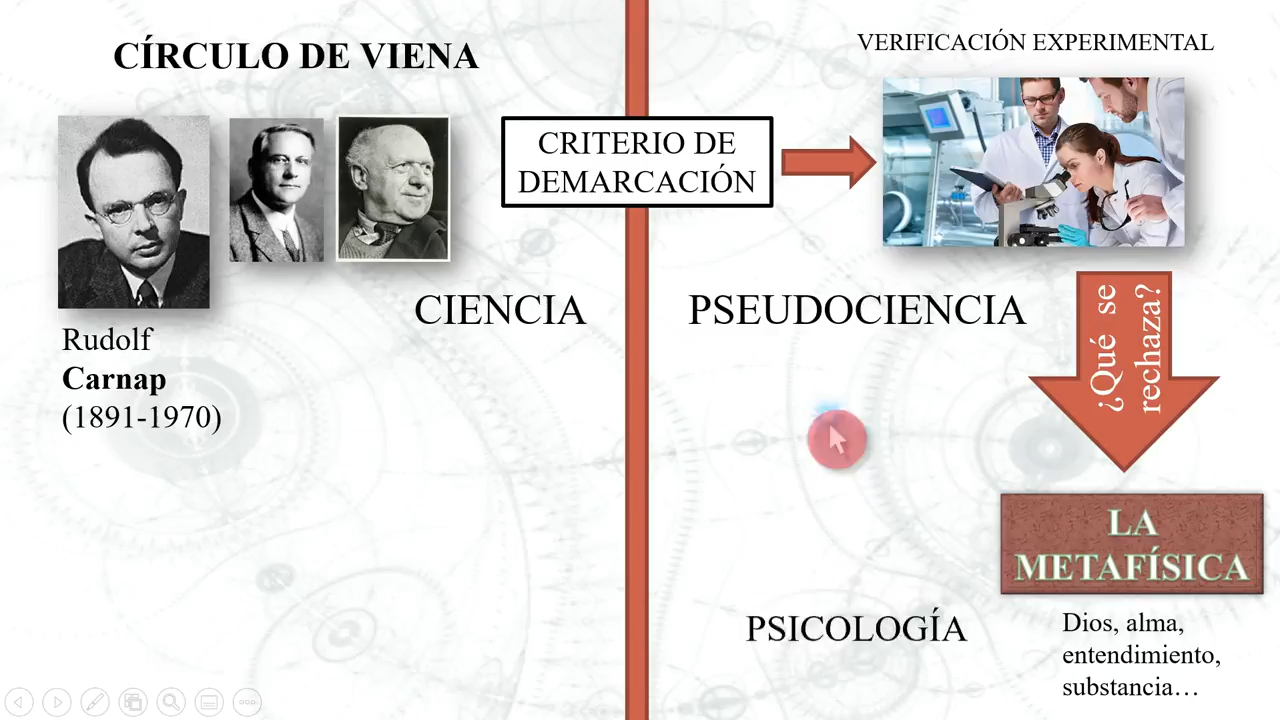 CÍRCULO DE VIENA
Rudolf
Carnap
(1891-1970)
CRITERIO DE
DEMARCACIÓN
VERIFICACIÓN EXPERIMENTAL
CIENCIA
PSEUDOCIENCIA
¿Qué se
rechaza?
LA
METAFÍSICA
Dios, alma,
entendimiento,
substancia…
PSICOLOGÍA